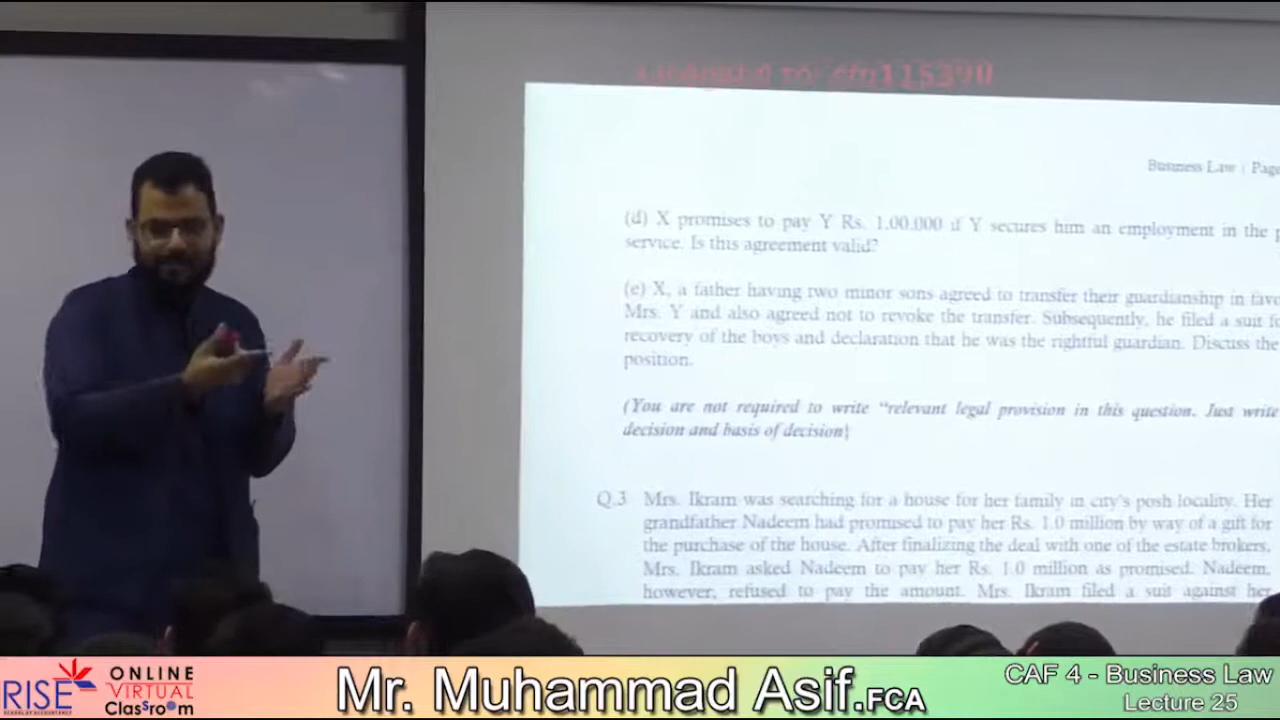 Business Law | Page
(d) X promises to pay Y Rs. 1,00,000 if Y secures him an employment in the
service. Is this agreement valid?
(e) X, a father having two minor sons agreed to transfer their guardianship in
Mrs. Y and also agreed not to revoke the transfer. Subsequently, he filed a suit
recovery of the boys and declaration that he was the rightful guardian. Discuss the
position.
(You are not required to write “relevant legal provision in this question. Just write
decision and basis of decision)
Q.3 Mrs. Ikram was searching for a house for her family in city's posh locality. Her
grandfather Nadeem had promised to pay her Rs. 1.0 million by way of a gift for
the purchase of the house. After finalizing the deal with one of the estate brokers,
Mrs. Ikram asked Nadeem to pay her Rs. 1.0 million as promised. Nadeem,
however, refused to pay the amount. Mrs. Ikram filed a suit against her
RISE
SCHOOL OF ACCOUNTANCY
ONLINE
VIRTUAL
Classroom
Mr. Muhammad Asif.FCA
CAF 4 - Business Law
Lecture 25